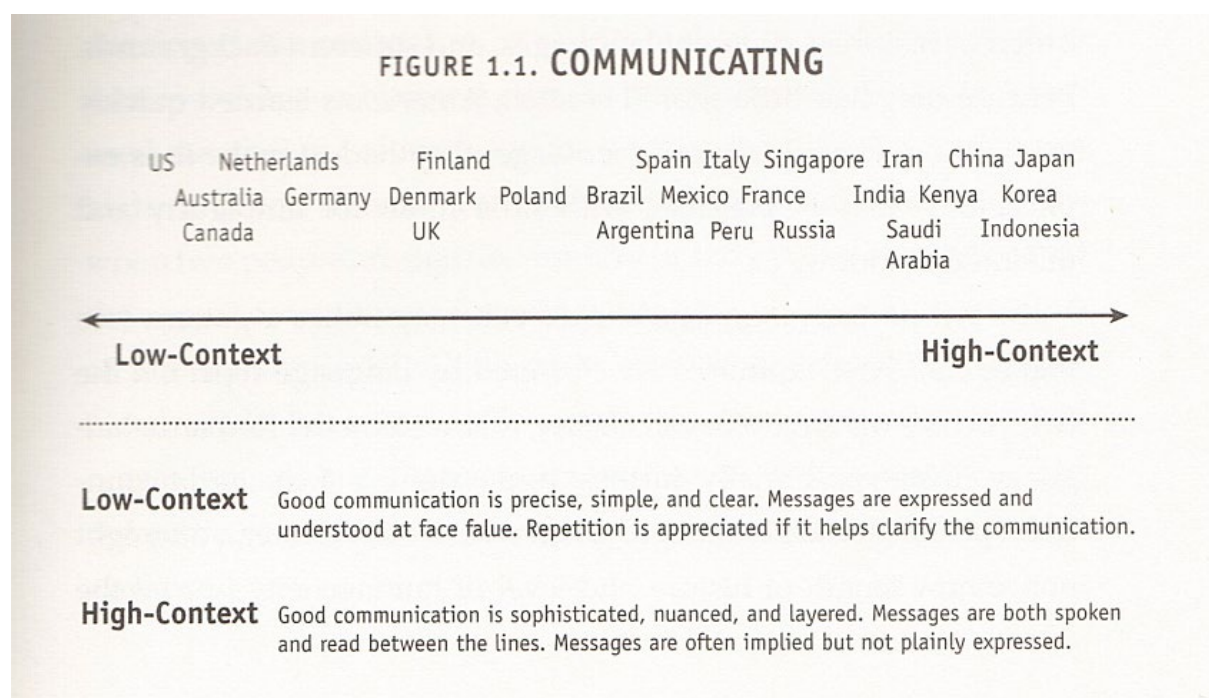 FIGURE 1.1. COMMUNICATING
US Netherlands Finland Spain Italy Singapore Iran China Japan
Australia Germany Denmark Poland Brazil Mexico France India Kenya Korea
Canada UK Argentina Peru Russia Saudi Indonesia
Arabia
Low-Context High-Context
Low-Context Good communication is precise, simple, and clear. Messages are expressed and
understood at face falue. Repetition is appreciated if it helps clarify the communication.
High-Context Good communication is sophisticated, nuanced, and layered. Messages are both spoken
and read between the lines. Messages are often implied but not plainly expressed.